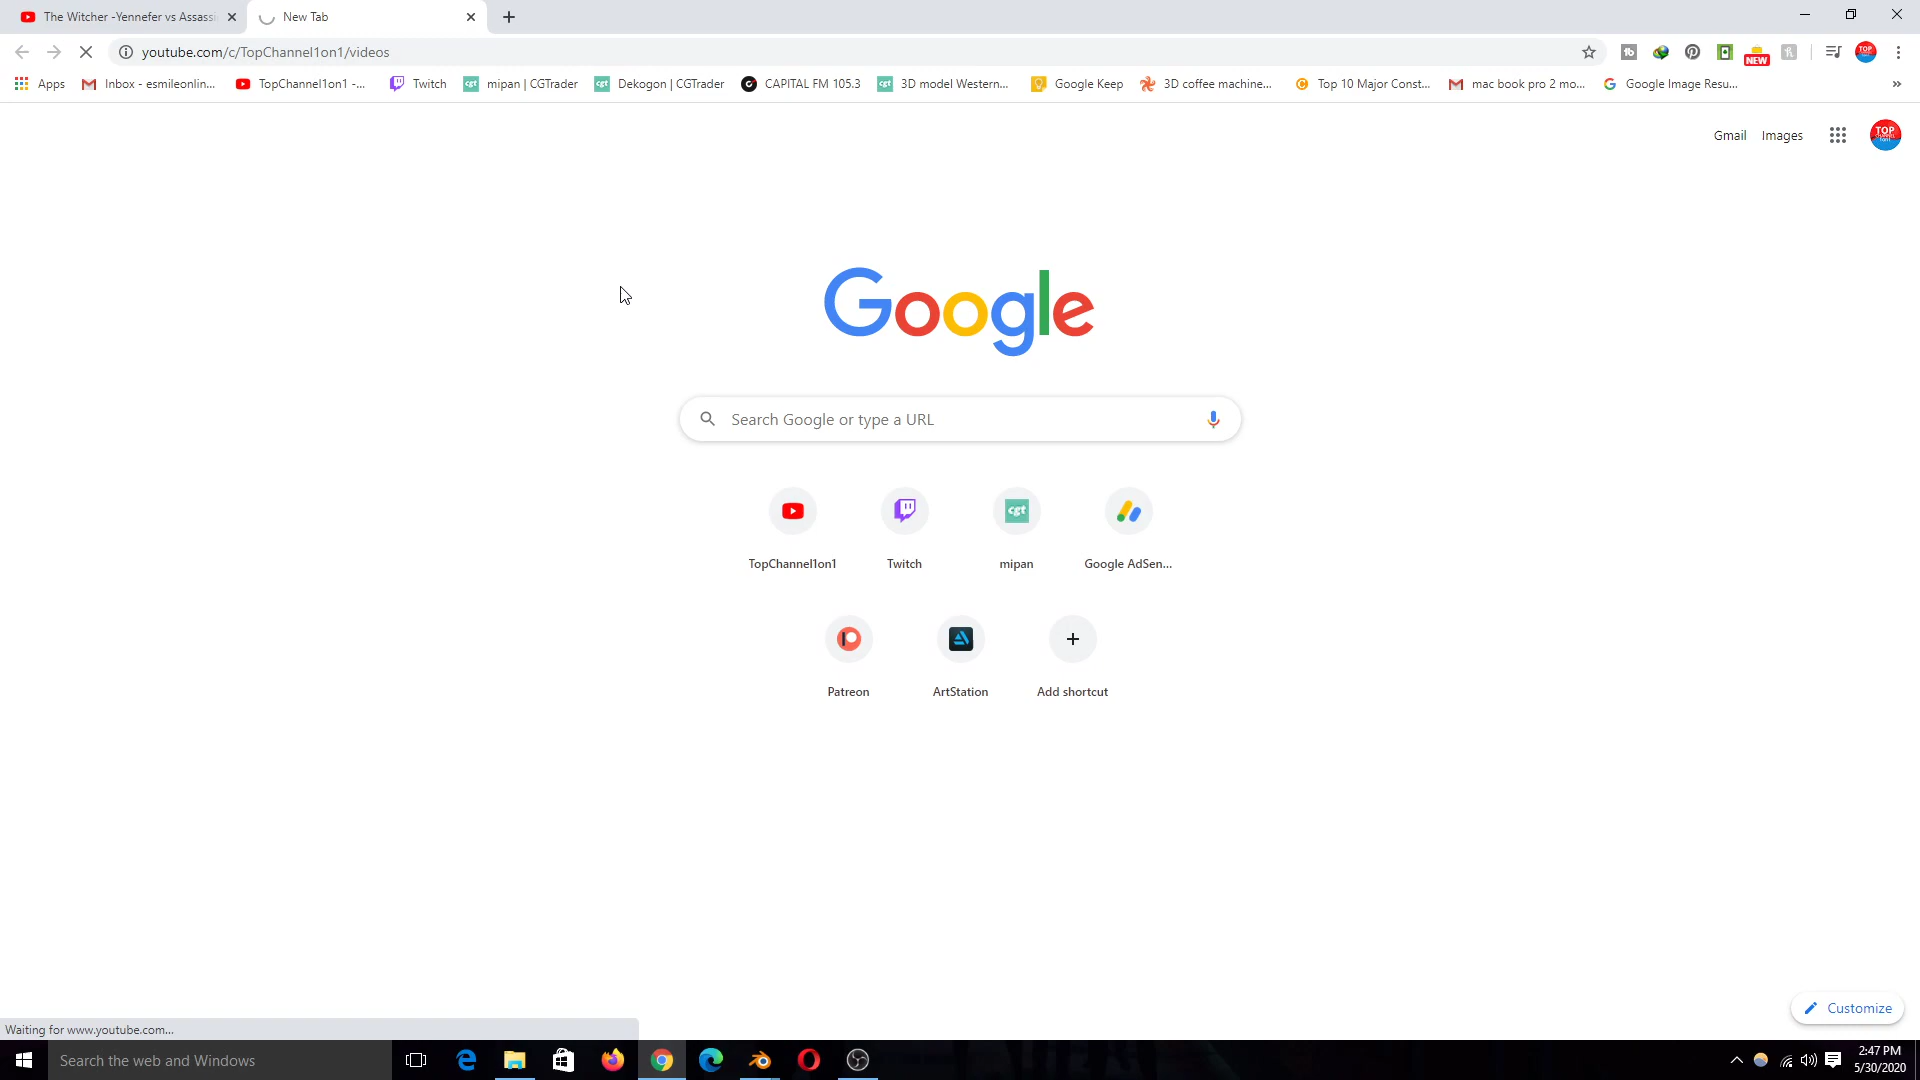 The Witcher -Yennefer vs Assassi
New Tab
youtube.com/c/TopChannel1on1/videos
NEW
Apps
Inbox - esmileonlin...
TopChannel1on1 -...
Twitch
mipan | CGTrader
Dekogon | CGTrader
CAPITAL FM 105.3
3D model Western...
Google Keep
3D coffee machine...
Top 10 Major Const...
mac book pro 2 mo...
Google Image Resu...
»
Gmail
Images
TOP
Google
Search Google or type a URL
cgt
TopChannel1on1
Twitch
mipan
Google AdSen...
Patreon
ArtStation
Add shortcut
Customize
Waiting for www.youtube.com...
Search the web and Windows
2:47 PM
5/30/2020